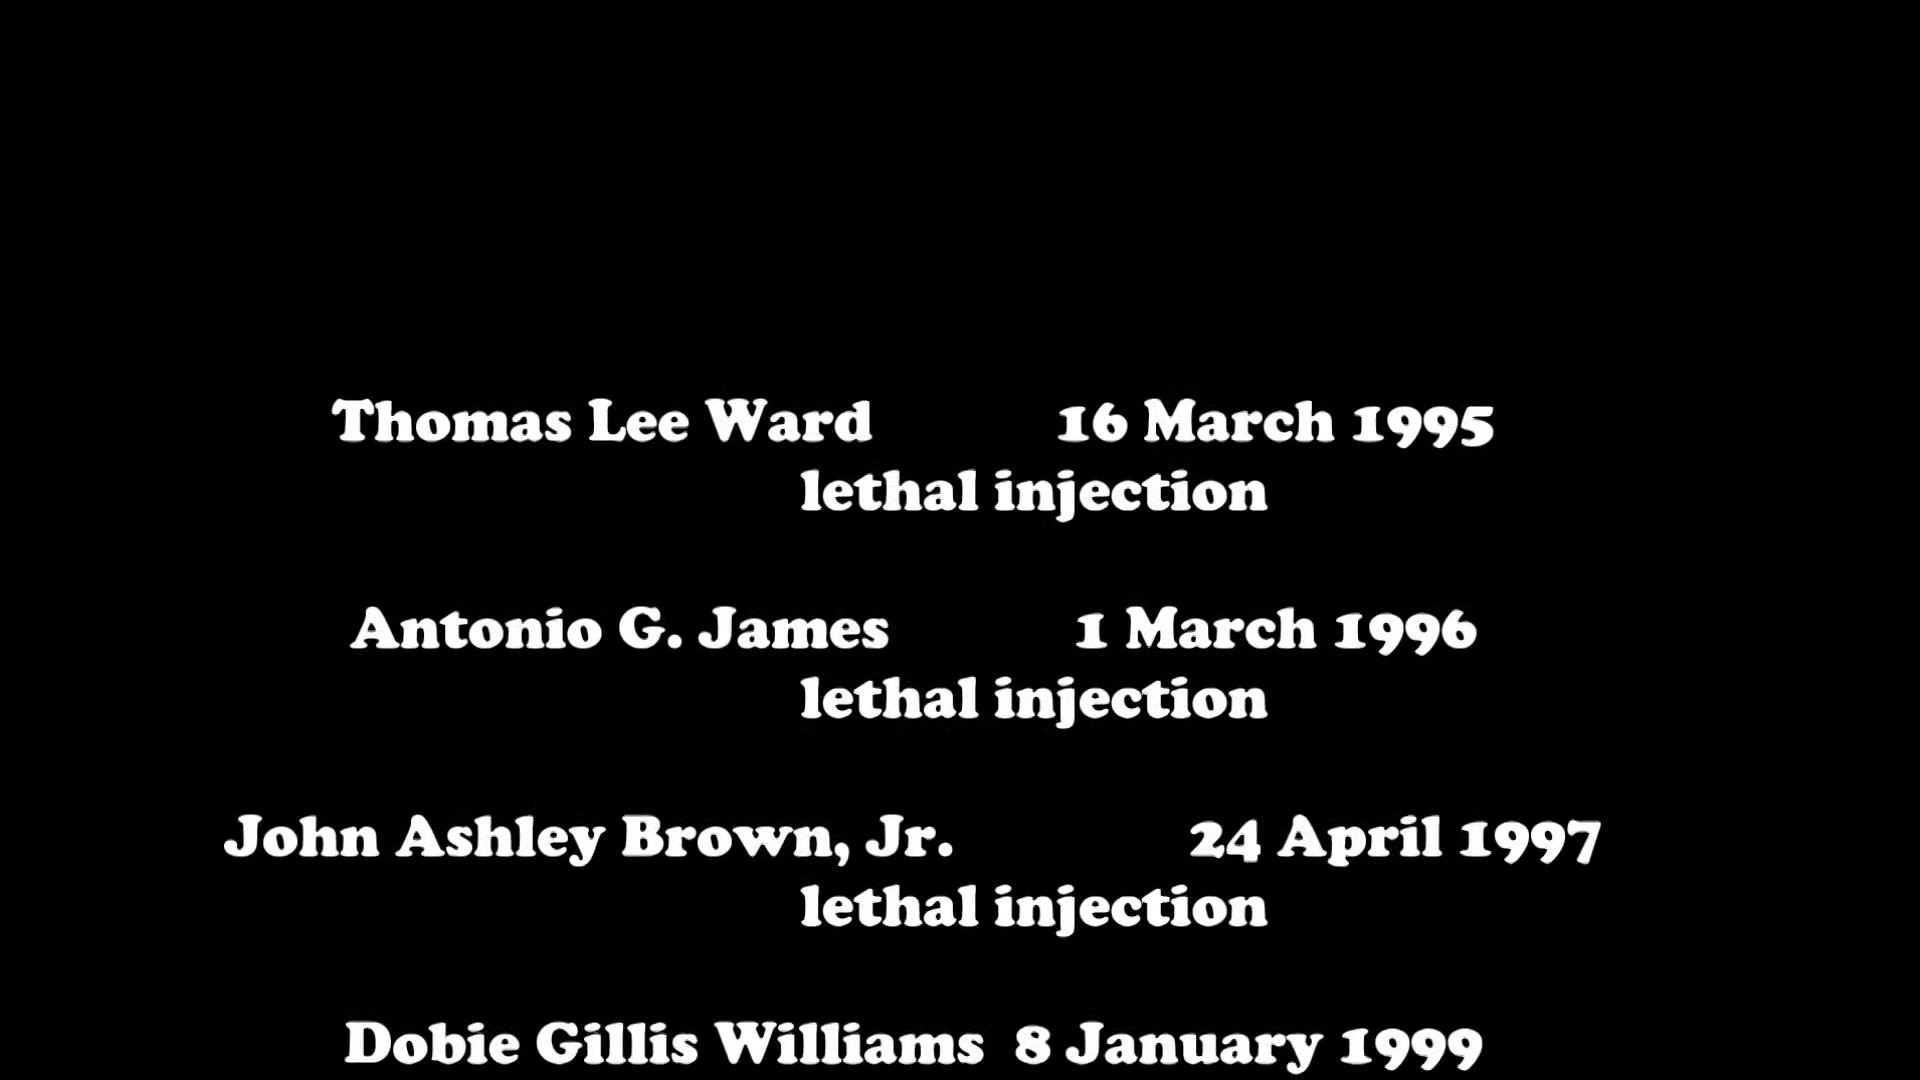 Thomas Lee Ward 16 March 1995
lethal injection
Antonio G. James 1 March 1996
lethal injection
John Ashley Brown, Jr. 24 April 1997
lethal injection
Dobie Gillis Williams 8 January 1999